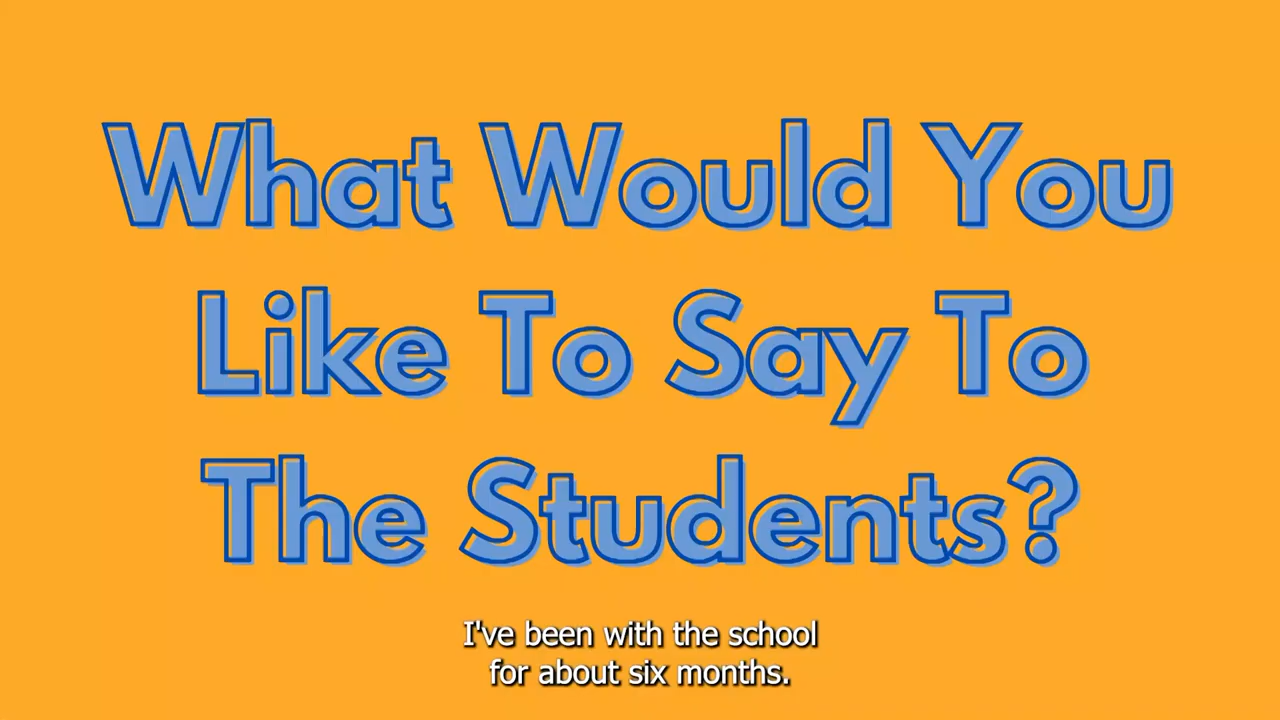 What Would You
Like To Say To
The Students?
I've been with the school
for about six months.